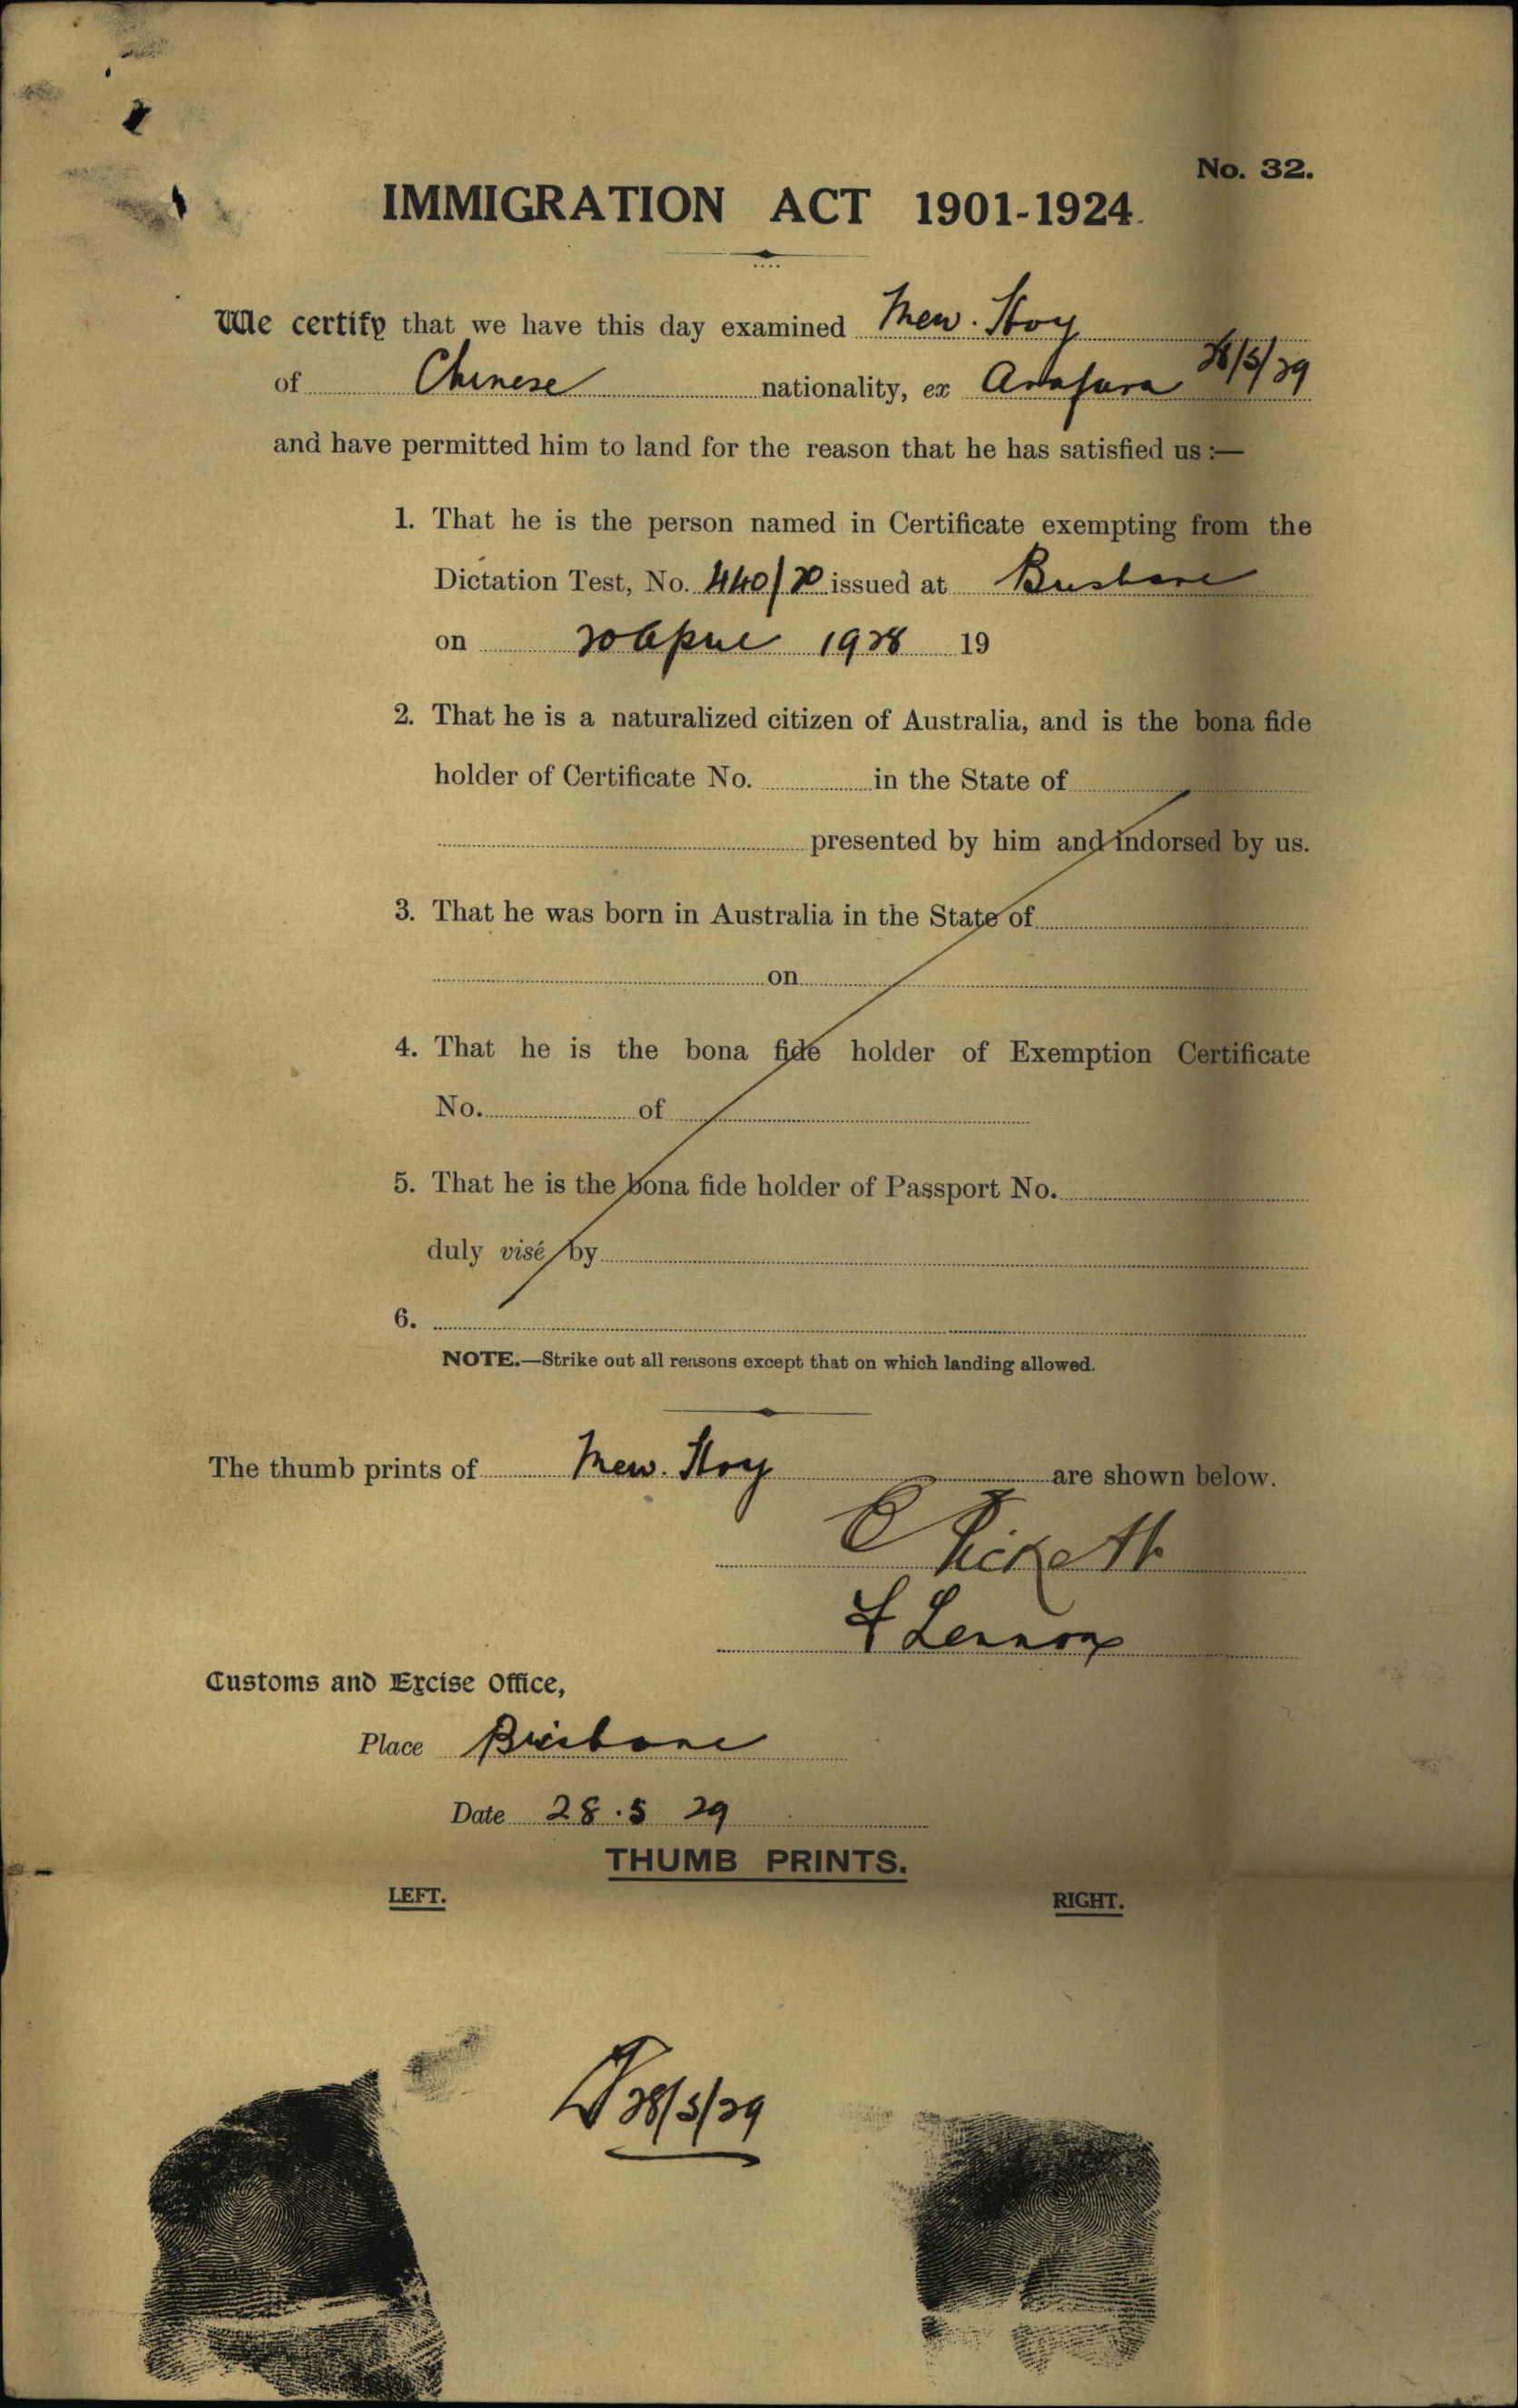 No. 32.
IMMIGRATION ACT 1901-1924.
We certify that we have this day examined Mew. Hoy
of Chinese nationality, ex Arafura 28/5/29
and have permitted him to land for the reason that he has satisfied us :—
1. That he is the person named in Certificate exempting from the
Dictation Test, No. 440/ issued at Brisbane
on April 1928 19
2. That he is a naturalized citizen of Australia, and is the bona fide
holder of Certificate No. in the State of
presented by him and indorsed by us.
3. That he was born in Australia in the State of
on
4. That he is the bona fide holder of Exemption Certificate
No. of
5. That he is the bona fide holder of Passport No.
duly visé by
6.
NOTE.—Strike out all reasons except that on which landing allowed.
The thumb prints of Mew. Hoy are shown below.
Pickett
F Lennox
Customs and Excise Office,
Place Brisbane
Date 28.5 29
THUMB PRINTS.
LEFT. RIGHT.
28/5/29